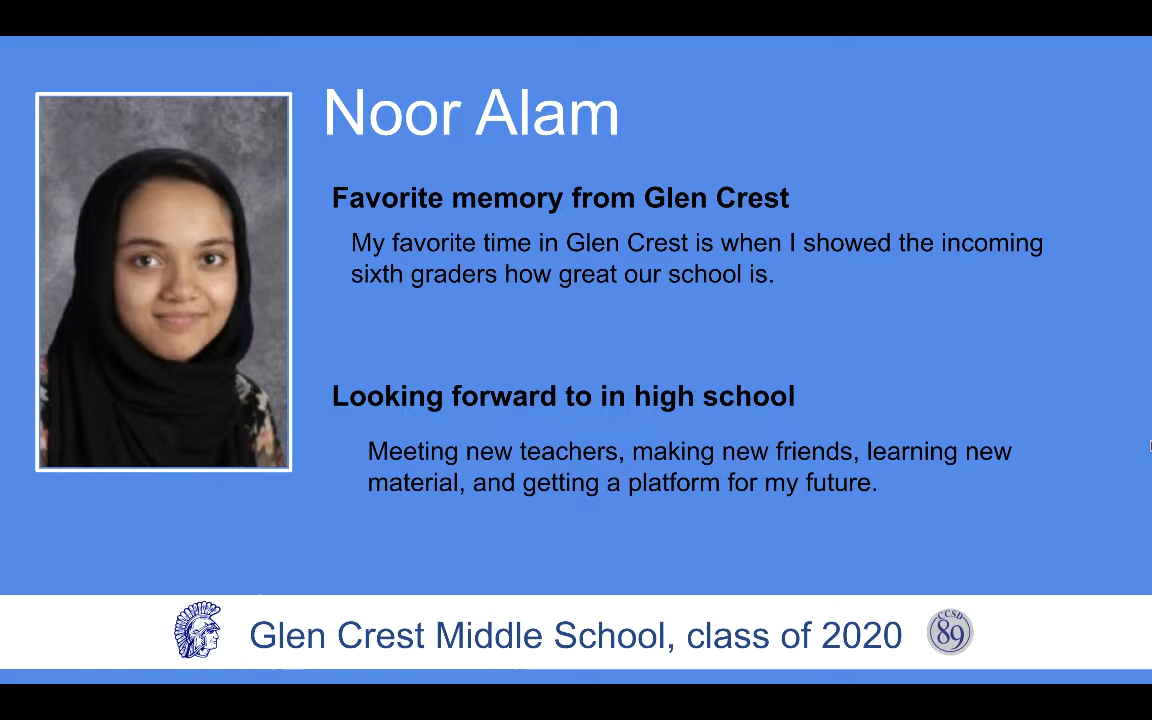 Noor Alam
Favorite memory from Glen Crest
My favorite time in Glen Crest is when I showed the incoming
sixth graders how great our school is.
Looking forward to in high school
Meeting new teachers, making new friends, learning new
material, and getting a platform for my future.
Glen Crest Middle School, class of 2020
CCSD
89